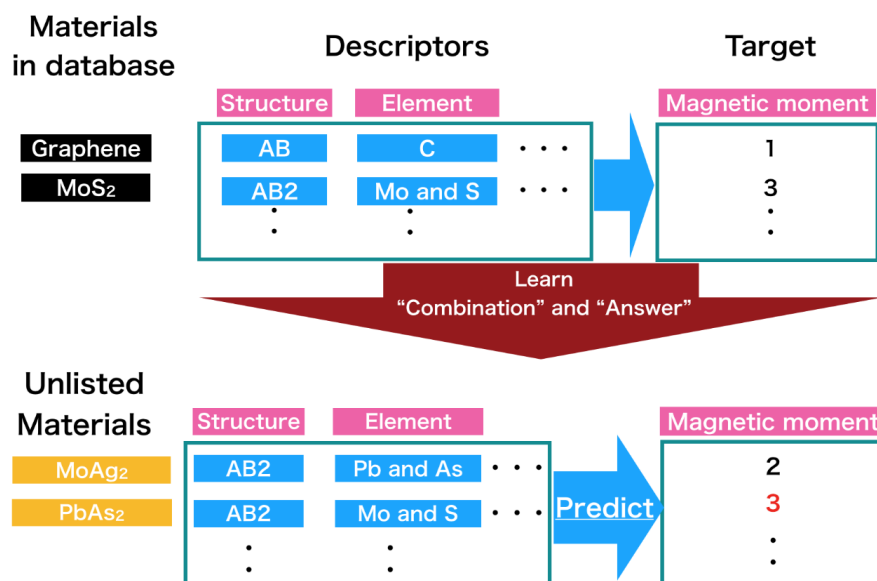 Materials
in database
Descriptors
Target
Structure
Element
Magnetic moment
Graphene
AB
C
. . .
1
MoS₂
AB2
Mo and S
. . .
3
Learn
“Combination” and “Answer”
Unlisted
Materials
Structure
Element
Magnetic moment
MoAg₂
AB2
Pb and As
. . .
2
PbAs₂
AB2
Mo and S
. . .
Predict
3